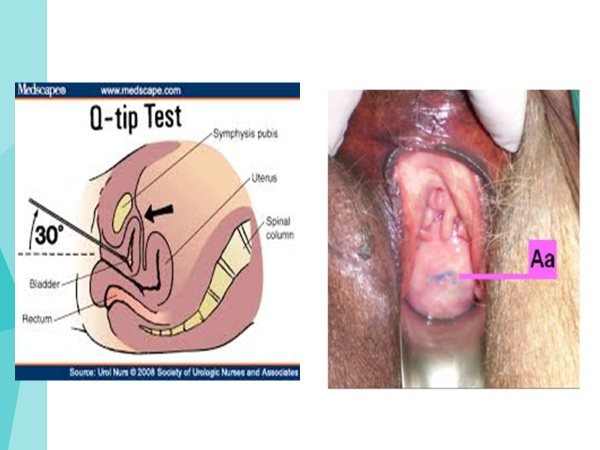 Medscape® www.medscape.com
Q-tip Test
Symphysis pubis
Uterus
Spinal
column
30°
Bladder
Rectum
Source: Urol Nurs © 2008 Society of Urologic Nurses and Associates
Aa